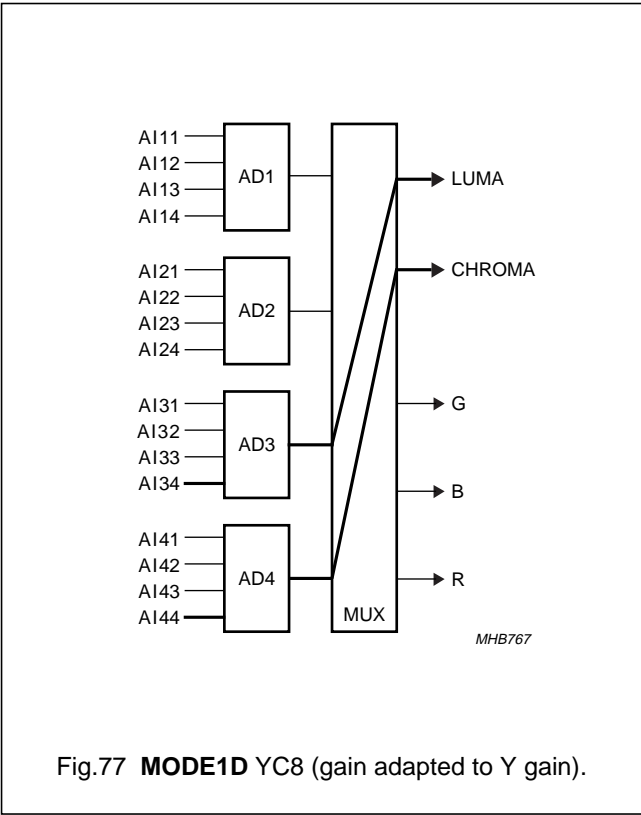 AI11
AI12
AI13
AI14
AD1
LUMA
CHROMA
AI21
AI22
AI23
AI24
AD2
AI31
AI32
AI33
AI34
AD3
G
B
AI41
AI42
AI43
AI44
AD4
R
MUX
MHB767
Fig.77 MODE1D YC8 (gain adapted to Y gain).